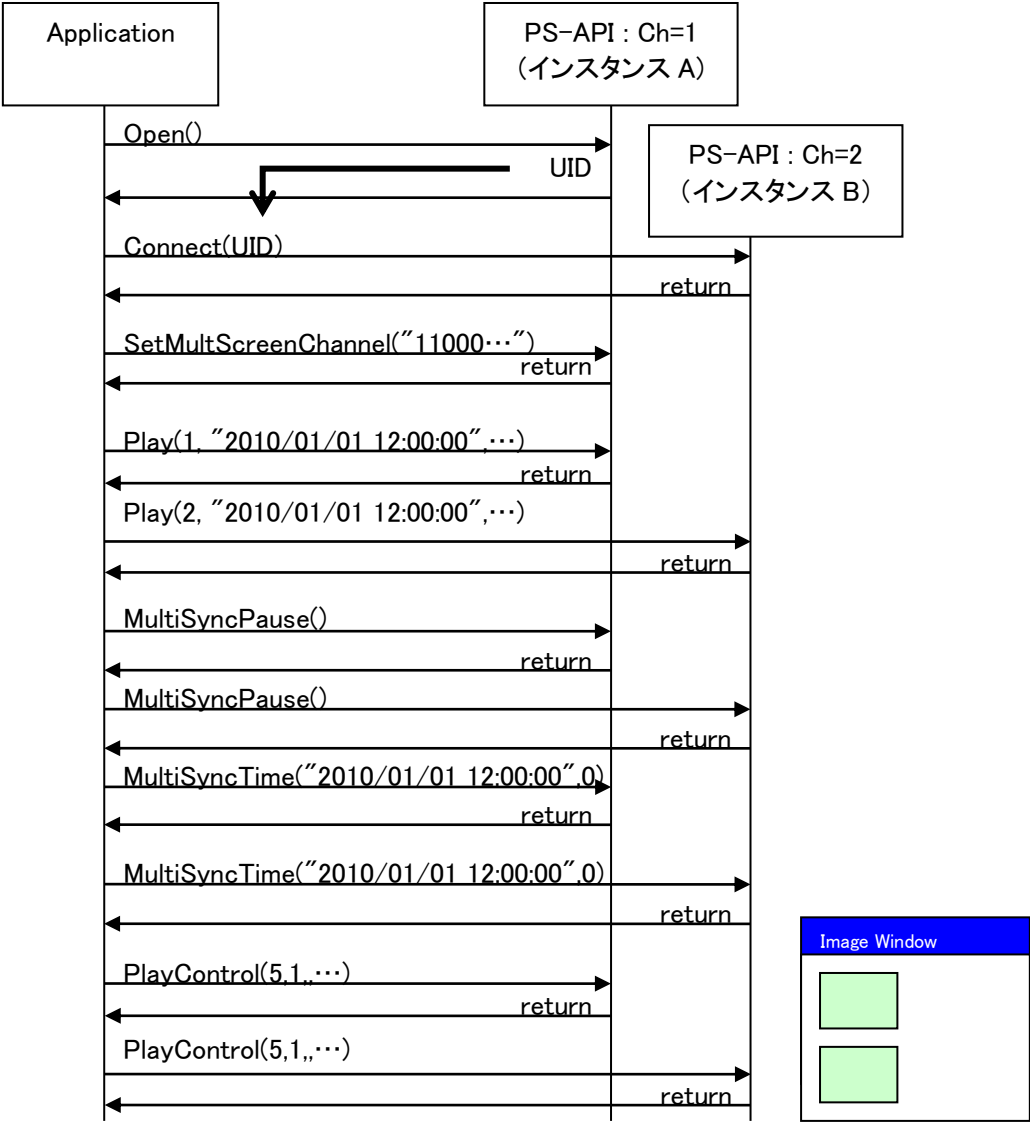 Application
PS-API : Ch=1
(インスタンス A)
Open()
UID
PS-API : Ch=2
(インスタンス B)
Connect(UID)
return
SetMultScreenChannel("11000…")
return
Play(1, "2010/01/01 12:00:00",…)
return
Play(2, "2010/01/01 12:00:00",…)
return
MultiSyncPause()
return
MultiSyncPause()
return
MultiSyncTime("2010/01/01 12:00:00",0)
return
MultiSyncTime("2010/01/01 12:00:00",0)
return
Image Window
PlayControl(5,1,,…)
return
PlayControl(5,1,,…)
return